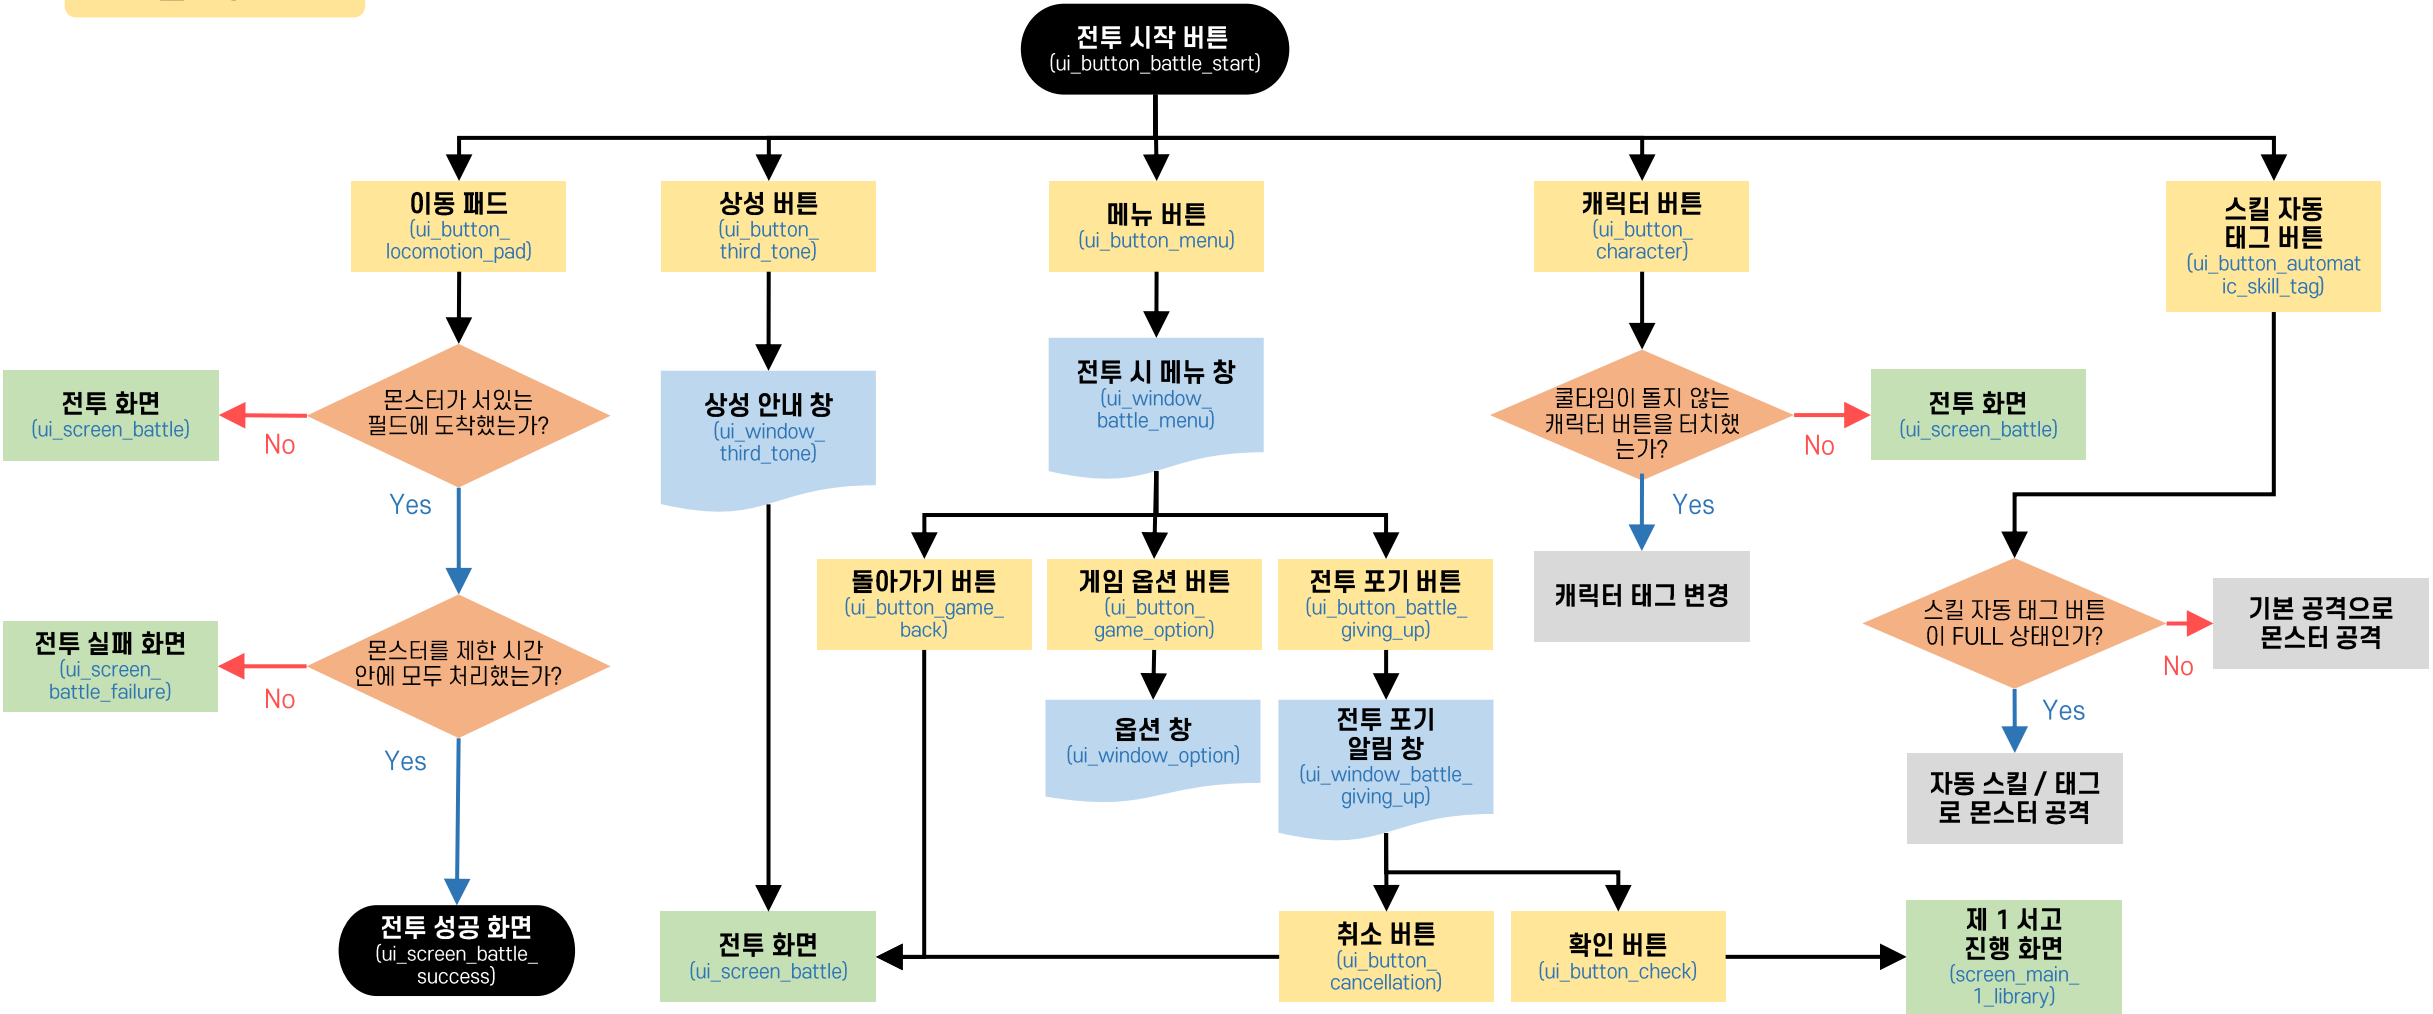 전투 시작 버튼
(ui_button_battle_start)
이동 패드
(ui_button_
locomotion_pad)
상성 버튼
(ui_button_
third_tone)
메뉴 버튼
(ui_button_menu)
캐릭터 버튼
(ui_button_
character)
스킬 자동
태그 버튼
(ui_button_automat
ic_skill_tag)
전투 화면
(ui_screen_battle)
No
몬스터가 서있는
필드에 도착했는가?
Yes
상성 안내 창
(ui_window_
third_tone)
전투 시 메뉴 창
(ui_window_
battle_menu)
쿨타임이 돌지 않는
캐릭터 버튼을 터치했
는가?
No
Yes
전투 화면
(ui_screen_battle)
돌아가기 버튼
(ui_button_game_
back)
게임 옵션 버튼
(ui_button_
game_option)
전투 포기 버튼
(ui_button_battle_
giving_up)
캐릭터 태그 변경
스킬 자동 태그 버튼
이 FULL 상태인가?
No
Yes
기본 공격으로
몬스터 공격
전투 실패 화면
(ui_screen_
battle_failure)
No
몬스터를 제한 시간
안에 모두 처리했는가?
Yes
옵션 창
(ui_window_option)
전투 포기
알림 창
(ui_window_battle_
giving_up)
자동 스킬 / 태그
로 몬스터 공격
전투 성공 화면
(ui_screen_battle_
success)
전투 화면
(ui_screen_battle)
취소 버튼
(ui_button_
cancellation)
확인 버튼
(ui_button_check)
제 1 서고
진행 화면
(screen_main_
1_library)